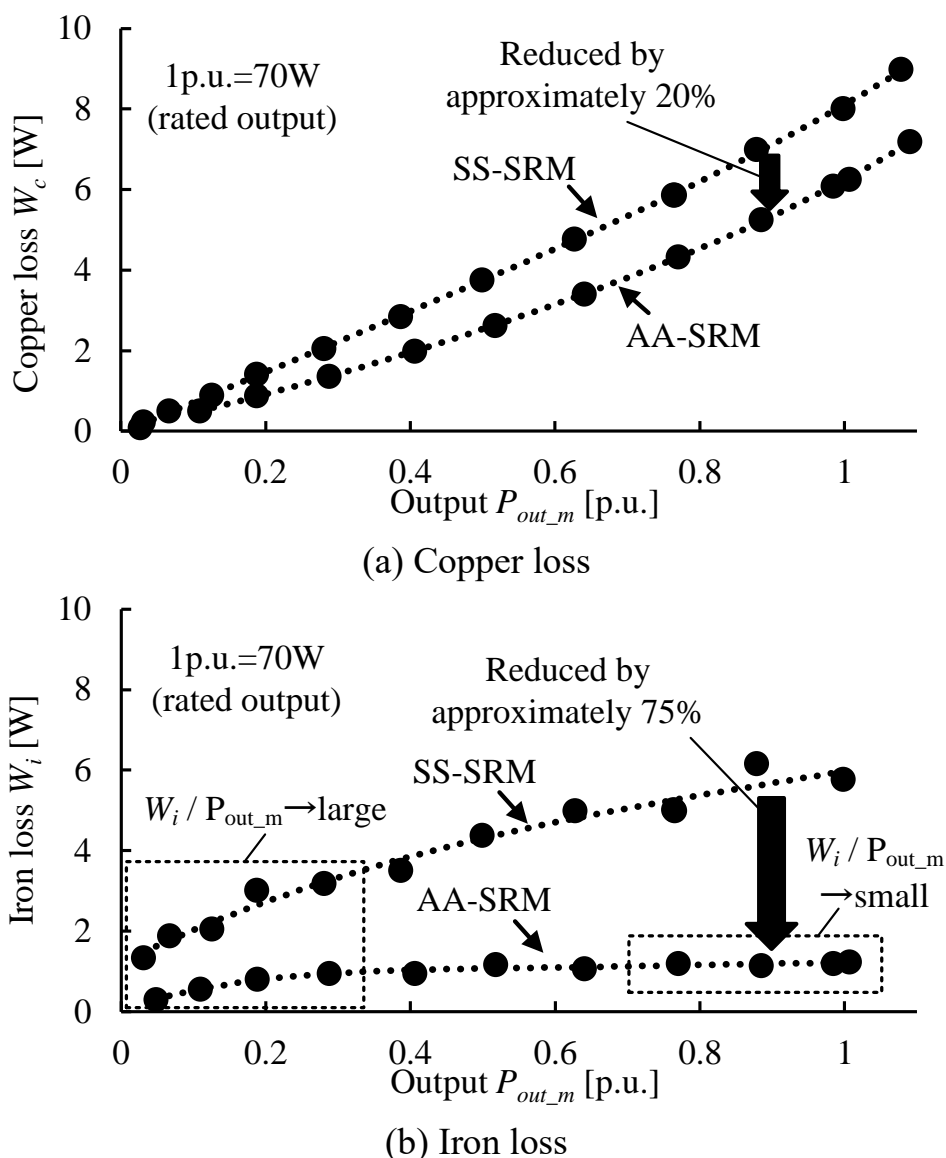 10
8
6
4
2
0
Copper loss W_c [W]
1p.u.=70W
(rated output)
Reduced by
approximately 20%
SS-SRM
AA-SRM
0 0.2 0.4 0.6 0.8 1
Output P_out_m [p.u.]
(a) Copper loss
10
8
6
4
2
0
Iron loss W_i [W]
1p.u.=70W
(rated output)
Reduced by
approximately 75%
SS-SRM
W_i / P_out_m →large
W_i / P_out_m
→small
AA-SRM
0 0.2 0.4 0.6 0.8 1
Output P_out_m [p.u.]
(b) Iron loss